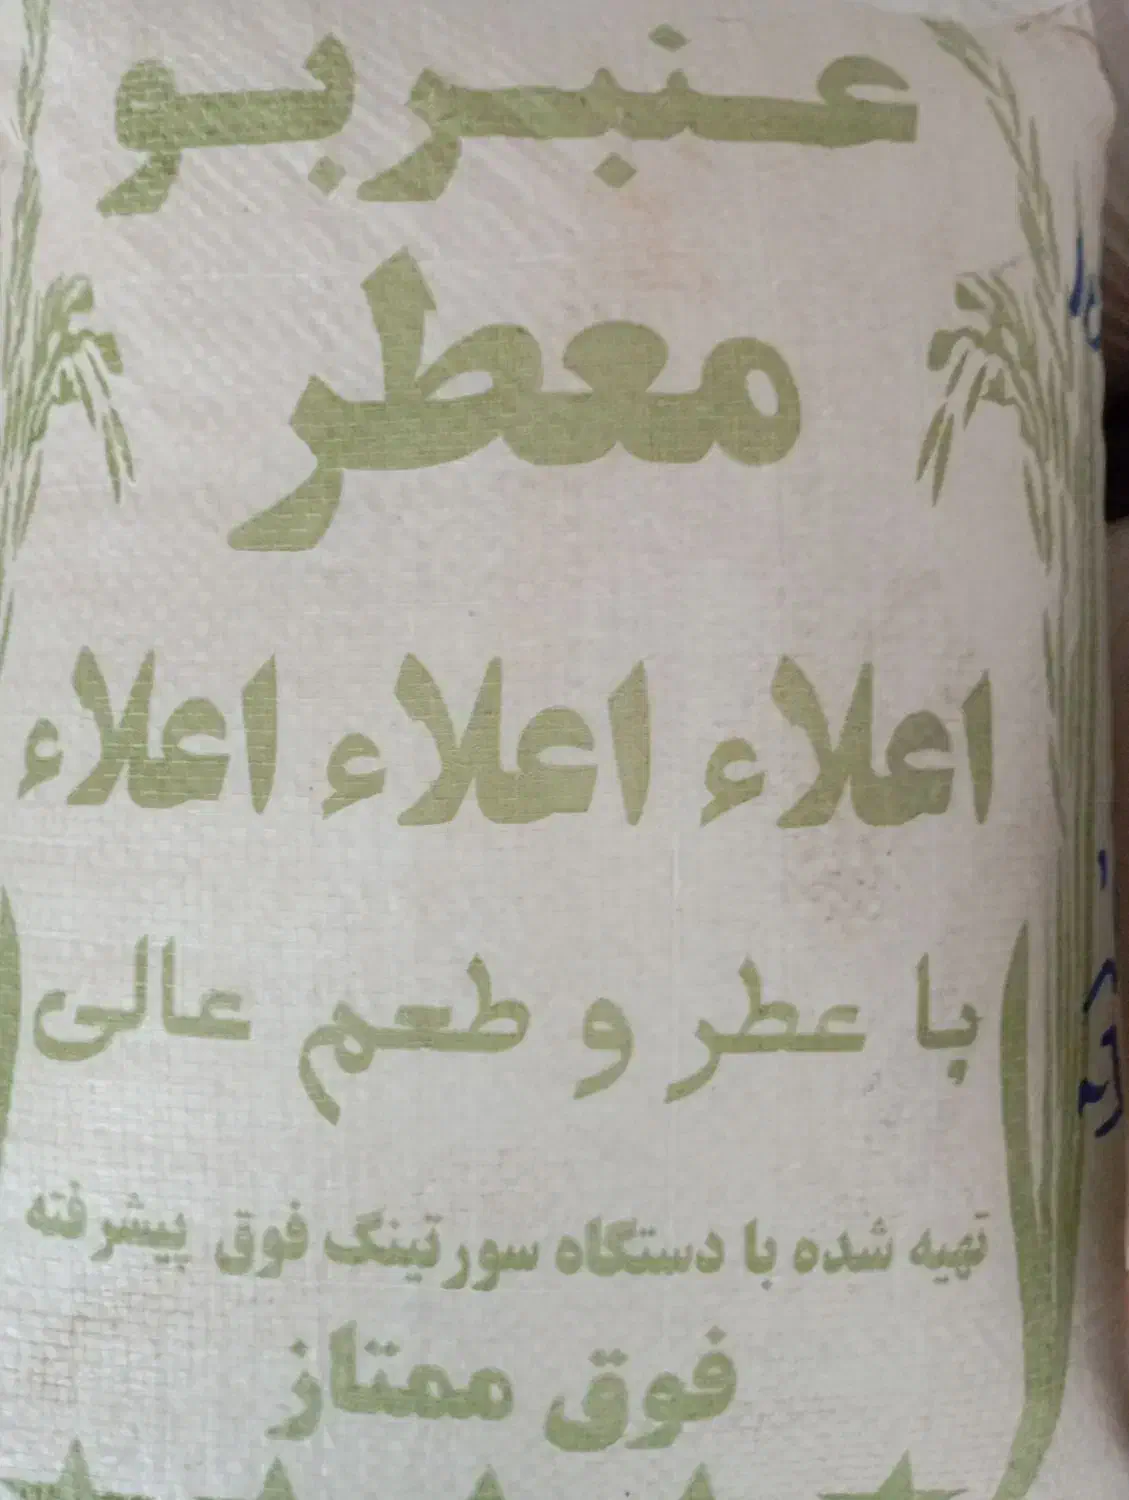 عنبربو
معطر
اعلاء اعلاء اعلاء
با عطر و طعم عالی
تهیه شده با دستگاه سورتینگ فوق پیشرفته
فوق ممتاز